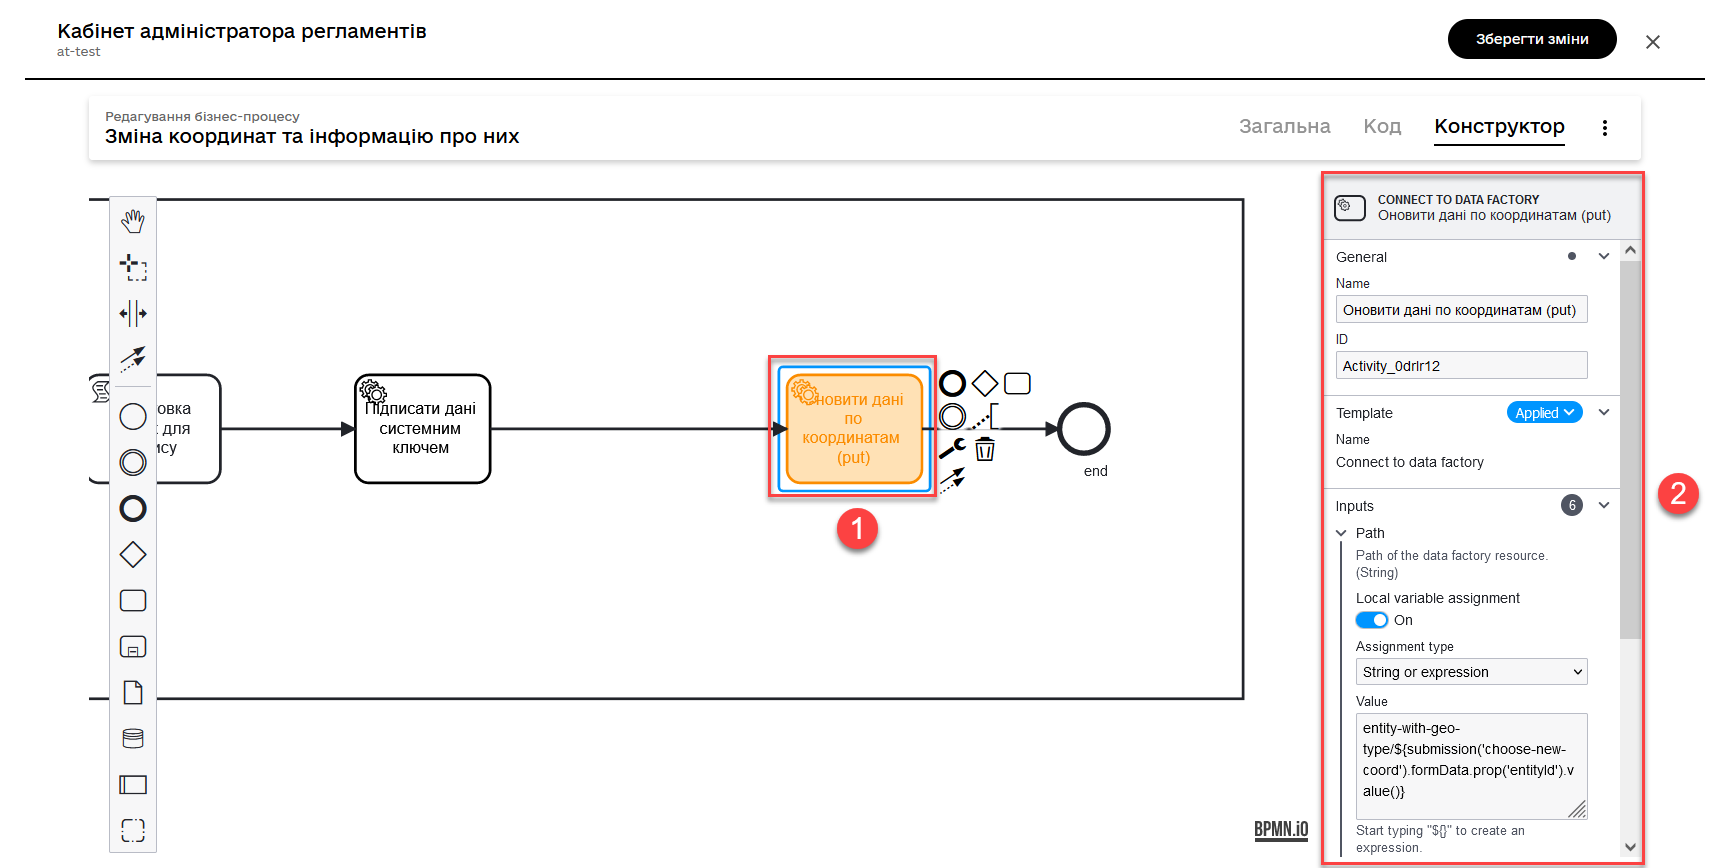 Кабінет адміністратора регламентів
at-test
Зберегти зміни
Редагування бізнес-процесу
Зміна координат та інформацію про них
Загальна
Код
Конструктор
Підписати дані
системним
ключем
Оновити дані
по
координатам
(put)
end
1
CONNECT TO DATA FACTORY
Оновити дані по координатам (put)
General
Name
Оновити дані по координатам (put)
ID
Activity_0drlr12
Template
Applied
Name
Connect to data factory
Inputs
6
Path
Path of the data factory resource.
(String)
Local variable assignment
On
Assignment type
String or expression
Value
entity-with-geo-
type/${submission('choose-new-
coord').formData.prop('entityId').v
alue()}
Start typing "${}" to create an
expression.
2
BPMN.iO